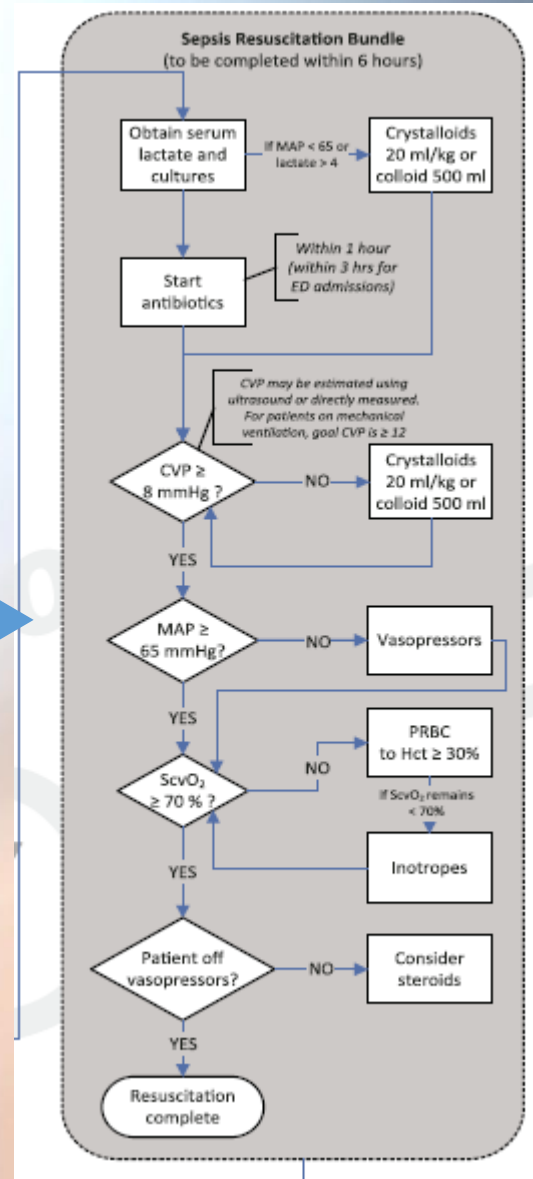 Sepsis Resuscitation Bundle
(to be completed within 6 hours)
Obtain serum
lactate and
cultures
If MAP < 65 or
lactate > 4
Crystalloids
20 ml/kg or
colloid 500 ml
Start
antibiotics
Within 1 hour
(within 3 hrs for
ED admissions)
CVP may be estimated using
ultrasound or directly measured.
For patients on mechanical
ventilation, goal CVP is ≥ 12
CVP ≥
8 mmHg ?
NO
Crystalloids
20 ml/kg or
colloid 500 ml
YES
MAP ≥
65 mmHg?
NO
Vasopressors
YES
ScvO₂
≥ 70 % ?
NO
PRBC
to Hct ≥ 30%
If ScvO₂ remains
< 70%
Inotropes
YES
Patient off
vasopressors?
NO
Consider
steroids
YES
Resuscitation
complete